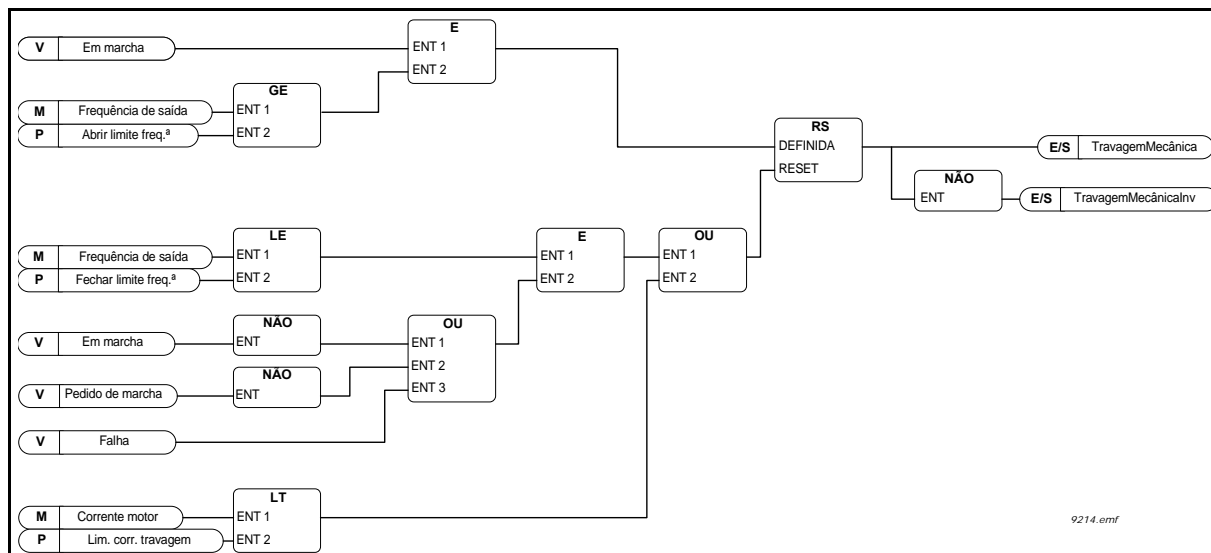 E
V Em marcha
ENT 1
ENT 2
GE
M Frequência de saída
ENT 1
P Abrir limite freq.ª
ENT 2
RS
DEFINIDA
RESET
E/S TravagemMecânica
NÃO
ENT
E/S TravagemMecânicaInv
LE
M Frequência de saída
ENT 1
P Fechar limite freq.ª
ENT 2
E
ENT 1
ENT 2
OU
ENT 1
ENT 2
NÃO
V Em marcha
ENT
OU
ENT 1
ENT 2
ENT 3
NÃO
V Pedido de marcha
ENT
V Falha
LT
M Corrente motor
ENT 1
P Lim. corr. travagem
ENT 2
9214.emf